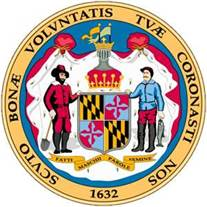 SCVTO BONÆ VOLVNTATIS TVÆ CORONASTI NOS
FATTI MASCHII PAROLE FEMINE
1632